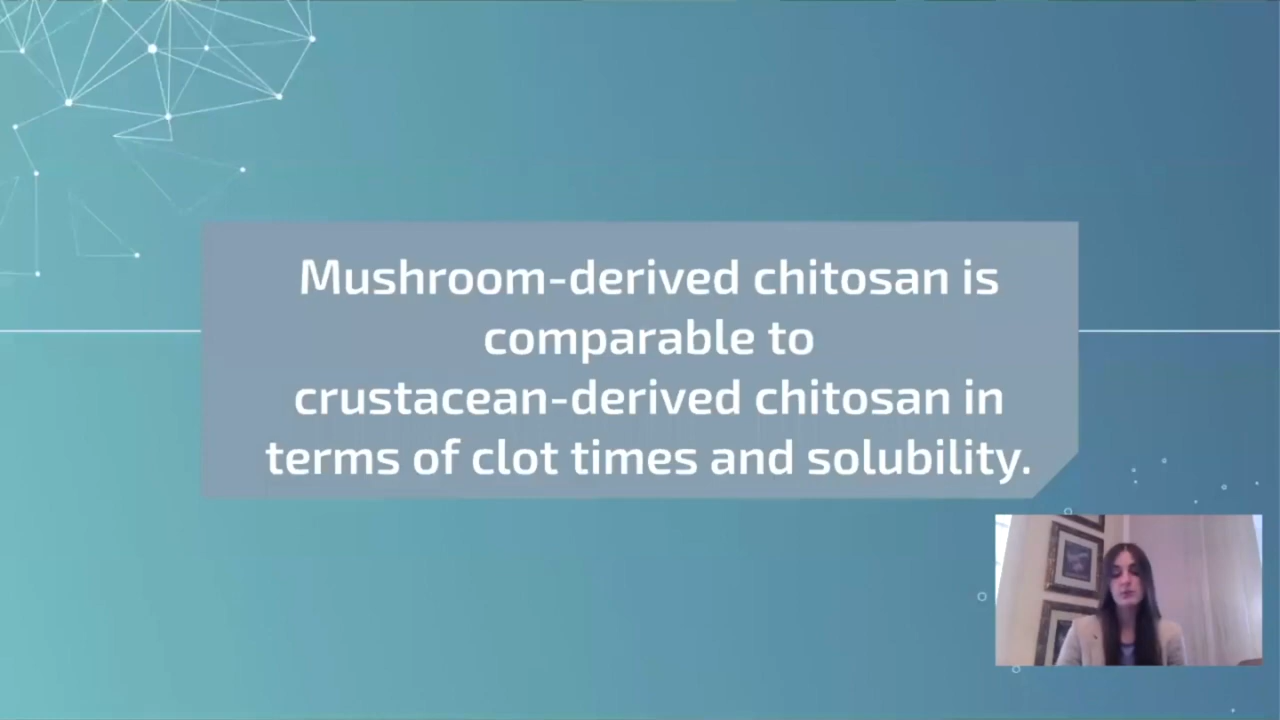 Mushroom-derived chitosan is
comparable to
crustacean-derived chitosan in
terms of clot times and solubility.